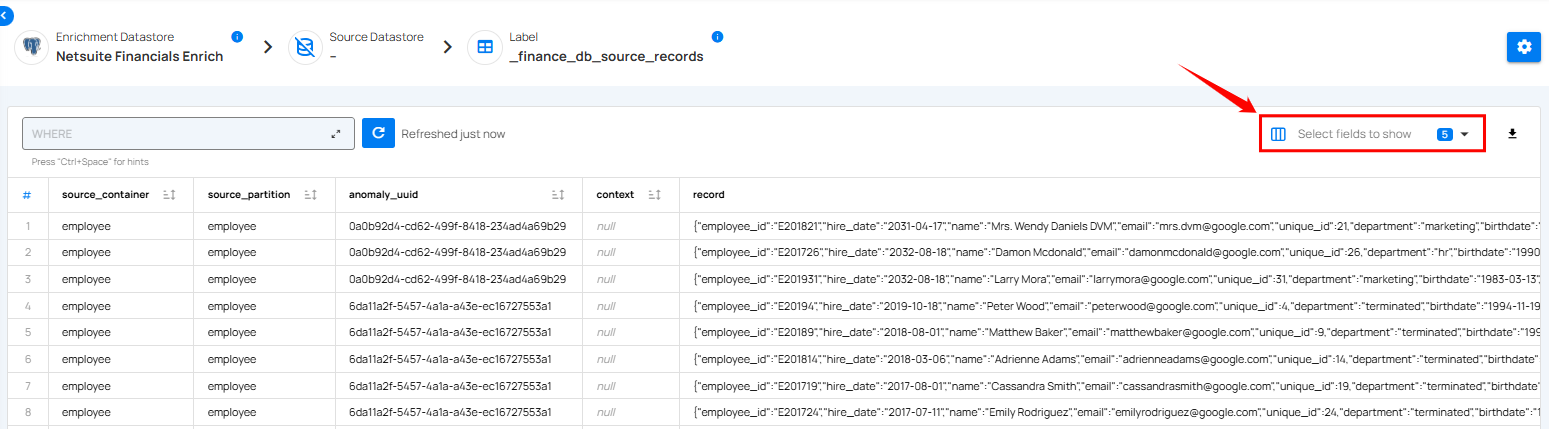 Enrichment Datastore
Netsuite Financials Enrich
Source Datastore
–
Label
_finance_db_source_records
WHERE
Refreshed just now
Select fields to show 5
Press "Ctrl+Space" for hints
# source_container source_partition anomaly_uuid context record
1 employee employee 0a0b92d4-cd62-499f-8418-234ad4a69b29 null {"employee_id":"E201821","hire_date":"2031-04-17","name":"Mrs. Wendy Daniels DVM","email":"mrs.dvm@google.com","unique_id":21,"department":"marketing","birthdate":"
2 employee employee 0a0b92d4-cd62-499f-8418-234ad4a69b29 null {"employee_id":"E201726","hire_date":"2032-08-18","name":"Damon Mcdonald","email":"damonmcdonald@google.com","unique_id":26,"department":"hr","birthdate":"1990
3 employee employee 0a0b92d4-cd62-499f-8418-234ad4a69b29 null {"employee_id":"E201931","hire_date":"2032-08-18","name":"Larry Mora","email":"larrymora@google.com","unique_id":31,"department":"marketing","birthdate":"1983-03-13",
4 employee employee 6da11a2f-5457-4a1a-a43e-ec16727553a1 null {"employee_id":"E20194","hire_date":"2019-10-18","name":"Peter Wood","email":"peterwood@google.com","unique_id":4,"department":"terminated","birthdate":"1994-11-19
5 employee employee 6da11a2f-5457-4a1a-a43e-ec16727553a1 null {"employee_id":"E20189","hire_date":"2018-08-01","name":"Matthew Baker","email":"matthewbaker@google.com","unique_id":9,"department":"terminated","birthdate":"199
6 employee employee 6da11a2f-5457-4a1a-a43e-ec16727553a1 null {"employee_id":"E201814","hire_date":"2018-03-06","name":"Adrienne Adams","email":"adrienneadams@google.com","unique_id":14,"department":"terminated","birthdate"
7 employee employee 6da11a2f-5457-4a1a-a43e-ec16727553a1 null {"employee_id":"E201719","hire_date":"2017-08-01","name":"Cassandra Smith","email":"cassandrasmith@google.com","unique_id":19,"department":"terminated","birthdate"
8 employee employee 6da11a2f-5457-4a1a-a43e-ec16727553a1 null {"employee_id":"E201724","hire_date":"2017-07-11","name":"Emily Rodriguez","email":"emilyrodriguez@google.com","unique_id":24,"department":"terminated","birthdate":"1